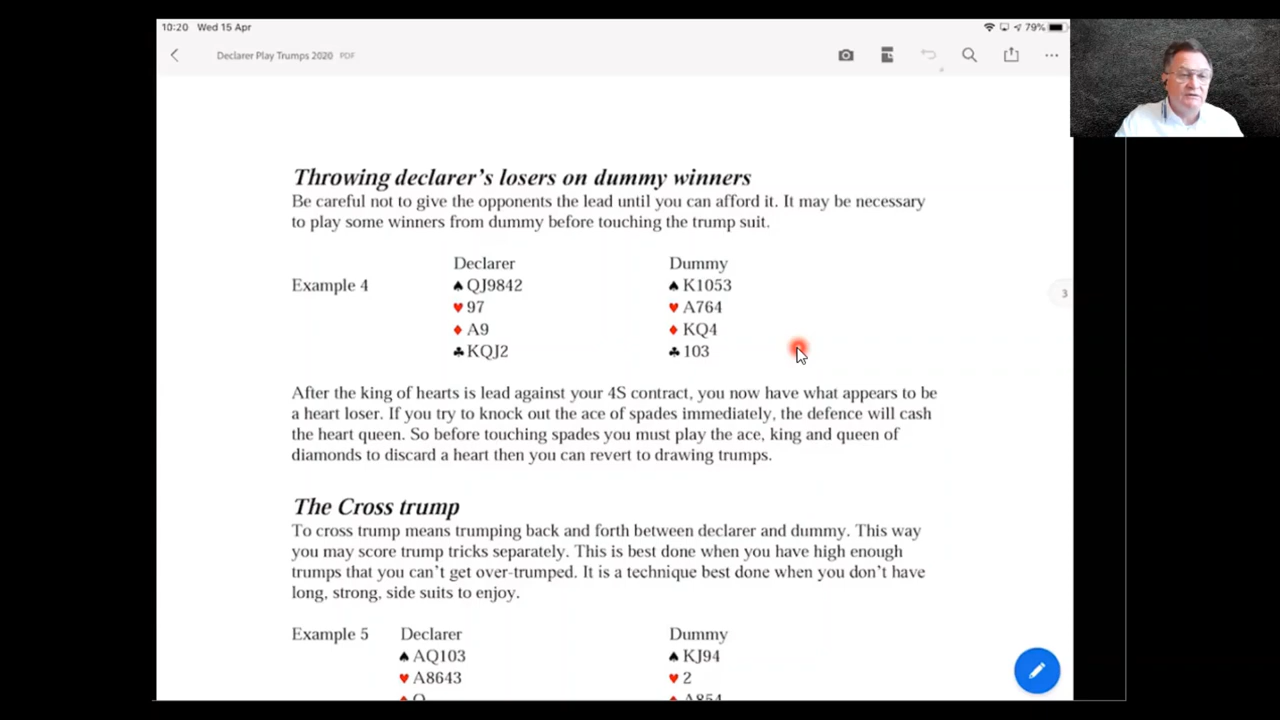 10:20 Wed 15 Apr
79%
Declarer Play Trumps 2020 PDF
Throwing declarer's losers on dummy winners
Be careful not to give the opponents the lead until you can afford it. It may be necessary
to play some winners from dummy before touching the trump suit.
Declarer Dummy
Example 4 ♠ QJ9842 ♠ K1053
♥ 97 ♥ A764
♦ A9 ♦ KQ4
♣ KQJ2 ♣ 103
3
After the king of hearts is lead against your 4S contract, you now have what appears to be
a heart loser. If you try to knock out the ace of spades immediately, the defence will cash
the heart queen. So before touching spades you must play the ace, king and queen of
diamonds to discard a heart then you can revert to drawing trumps.
The Cross trump
To cross trump means trumping back and forth between declarer and dummy. This way
you may score trump tricks separately. This is best done when you have high enough
trumps that you can't get over-trumped. It is a technique best done when you don't have
long, strong, side suits to enjoy.
Example 5 Declarer Dummy
♠ AQ103 ♠ KJ94
♥ A8643 ♥ 2
♦ Q ♦ A854